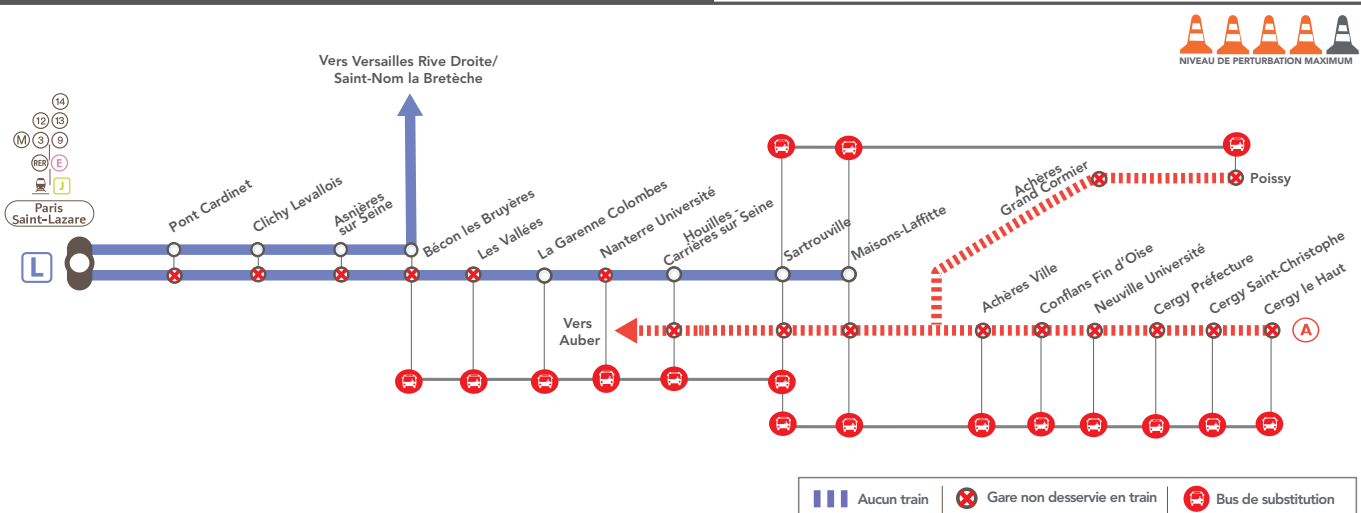 NIVEAU DE PERTURBATION MAXIMUM
Vers Versailles Rive Droite/
Saint-Nom la Bretèche
14
12 13
M 3 9
RER E
J
Paris
Saint-Lazare
L
Pont Cardinet
Clichy Levallois
Asnières
sur Seine
Bécon les Bruyères
Les Vallées
La Garenne Colombes
Nanterre Université
Houilles -
Carrières sur Seine
Sartrouville
Maisons-Laffitte
Achères
Grand Cormier
Poissy
Vers
Auber
Achères Ville
Conflans Fin d'Oise
Neuville Université
Cergy Préfecture
Cergy Saint-Christophe
Cergy le Haut
A
Aucun train
Gare non desservie en train
Bus de substitution